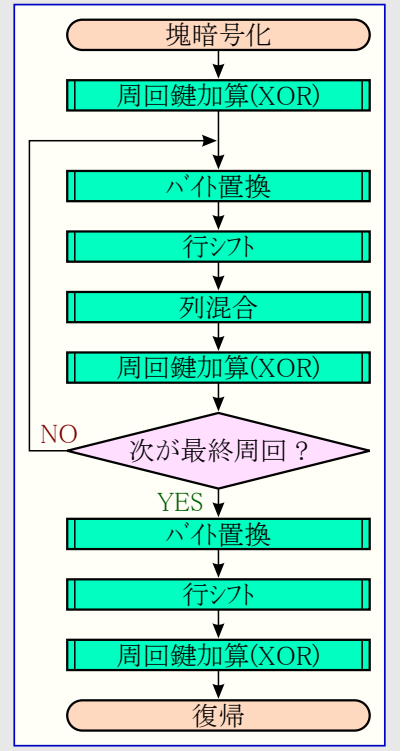 塊暗号化
周回鍵加算(XOR)
バイト置換
行シフト
列混合
周回鍵加算(XOR)
NO
次が最終周回?
YES
バイト置換
行シフト
周回鍵加算(XOR)
復帰